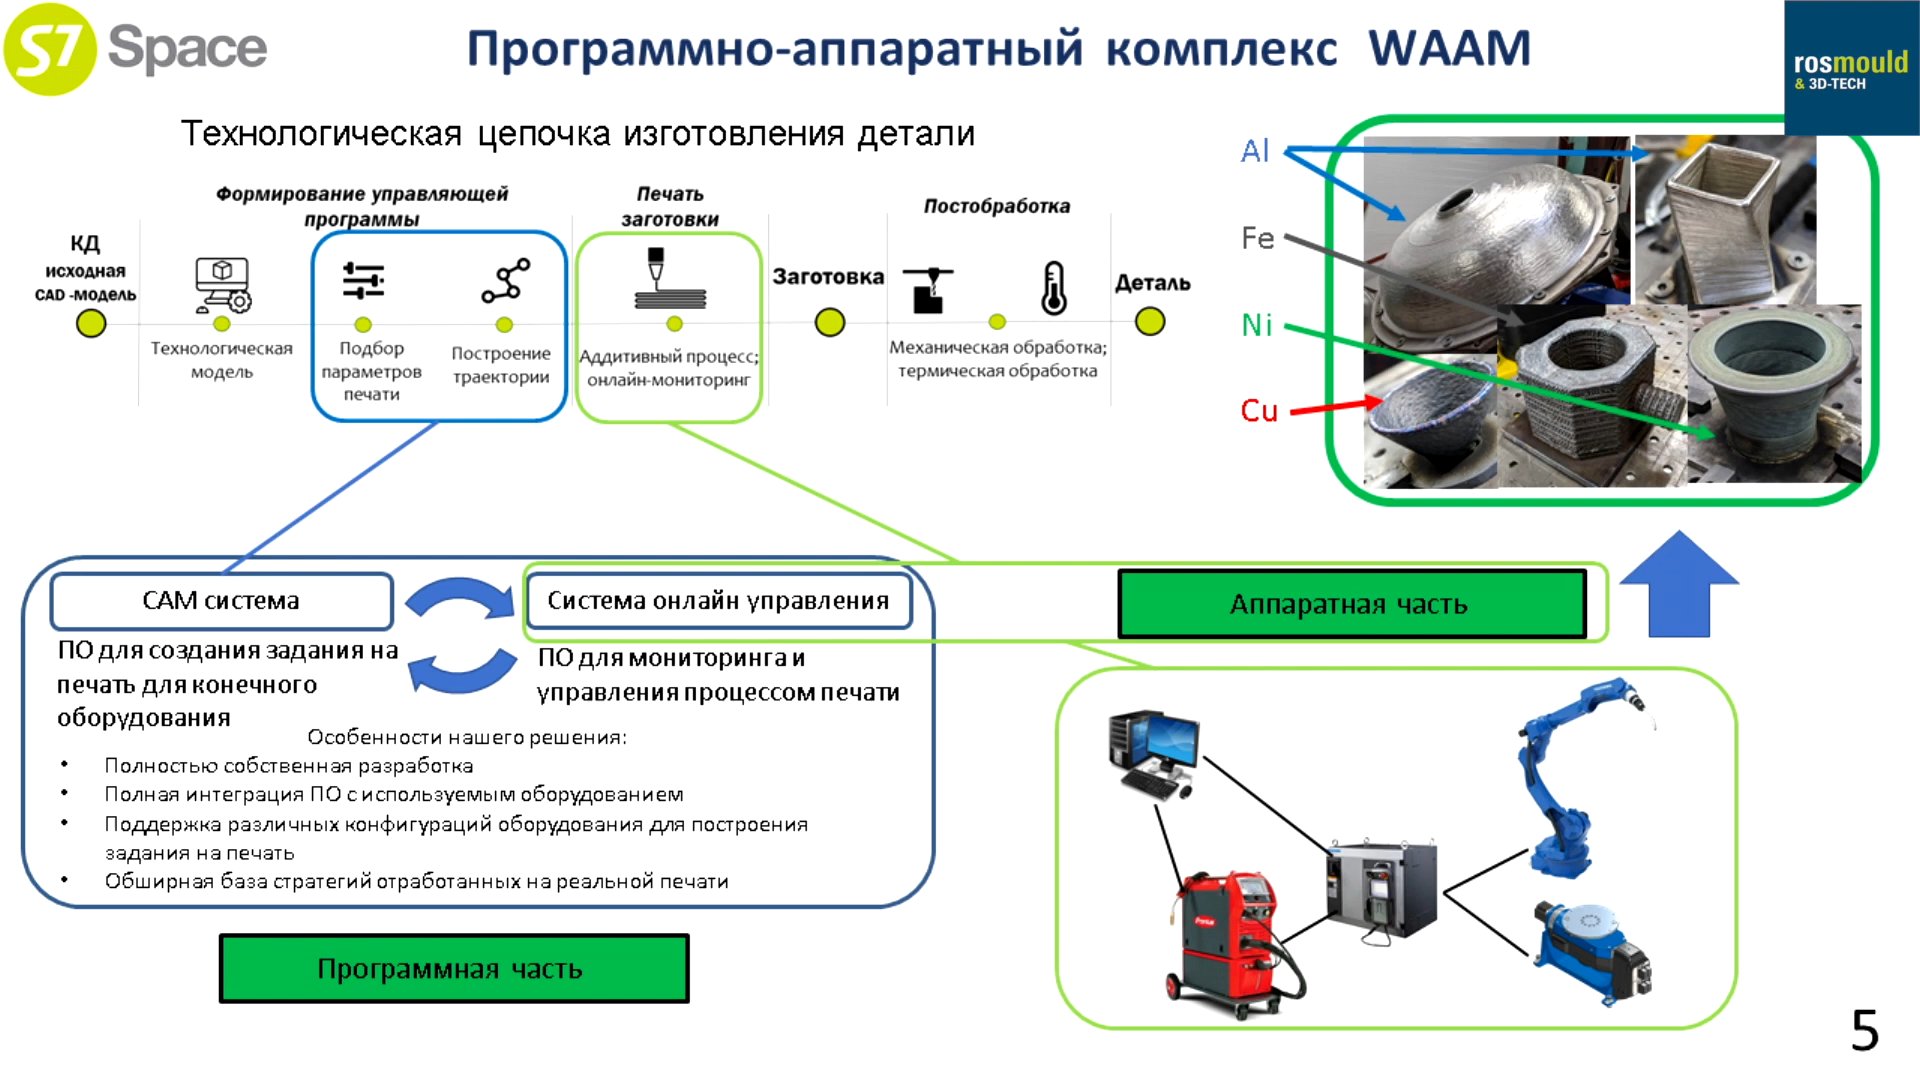 S7 Space
Программно-аппаратный комплекс WAAM
rosmould
& 3D-TECH
Технологическая цепочка изготовления детали
Формирование управляющей
программы
Печать
заготовки
Постобработка
КД
исходная
CAD -модель
Заготовка
Деталь
Технологическая
модель
Подбор
параметров
печати
Построение
траектории
Аддитивный процесс;
онлайн-мониторинг
Механическая обработка;
термическая обработка
Al
Fe
Ni
Cu
САМ система
Система онлайн управления
Аппаратная часть
ПО для создания задания на
печать для конечного
оборудования
ПО для мониторинга и
управления процессом печати
Особенности нашего решения:
• Полностью собственная разработка
• Полная интеграция ПО с используемым оборудованием
• Поддержка различных конфигураций оборудования для построения
задания на печать
• Обширная база стратегий отработанных на реальной печати
Fronius
Программная часть
5